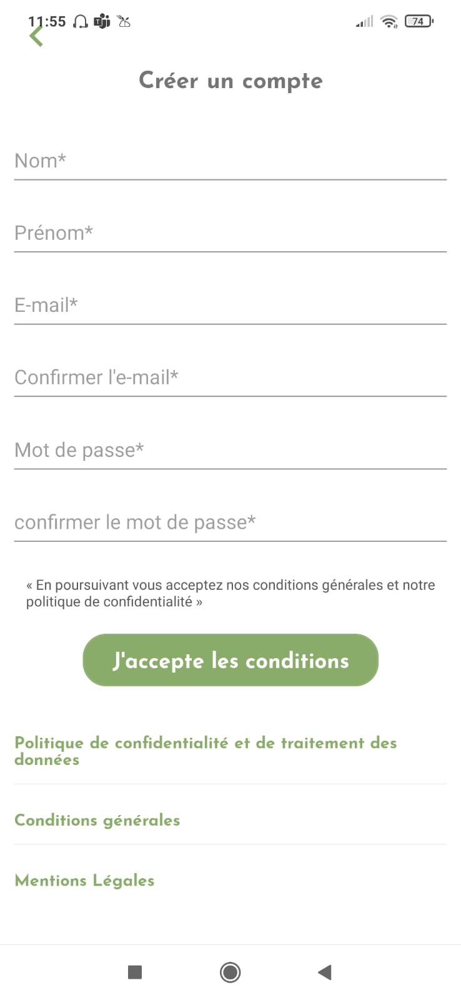 11:55
74
Créer un compte
Nom*
Prénom*
E-mail*
Confirmer l'e-mail*
Mot de passe*
confirmer le mot de passe*
« En poursuivant vous acceptez nos conditions générales et notre
politique de confidentialité »
J'accepte les conditions
Politique de confidentialité et de traitement des
données
Conditions générales
Mentions Légales